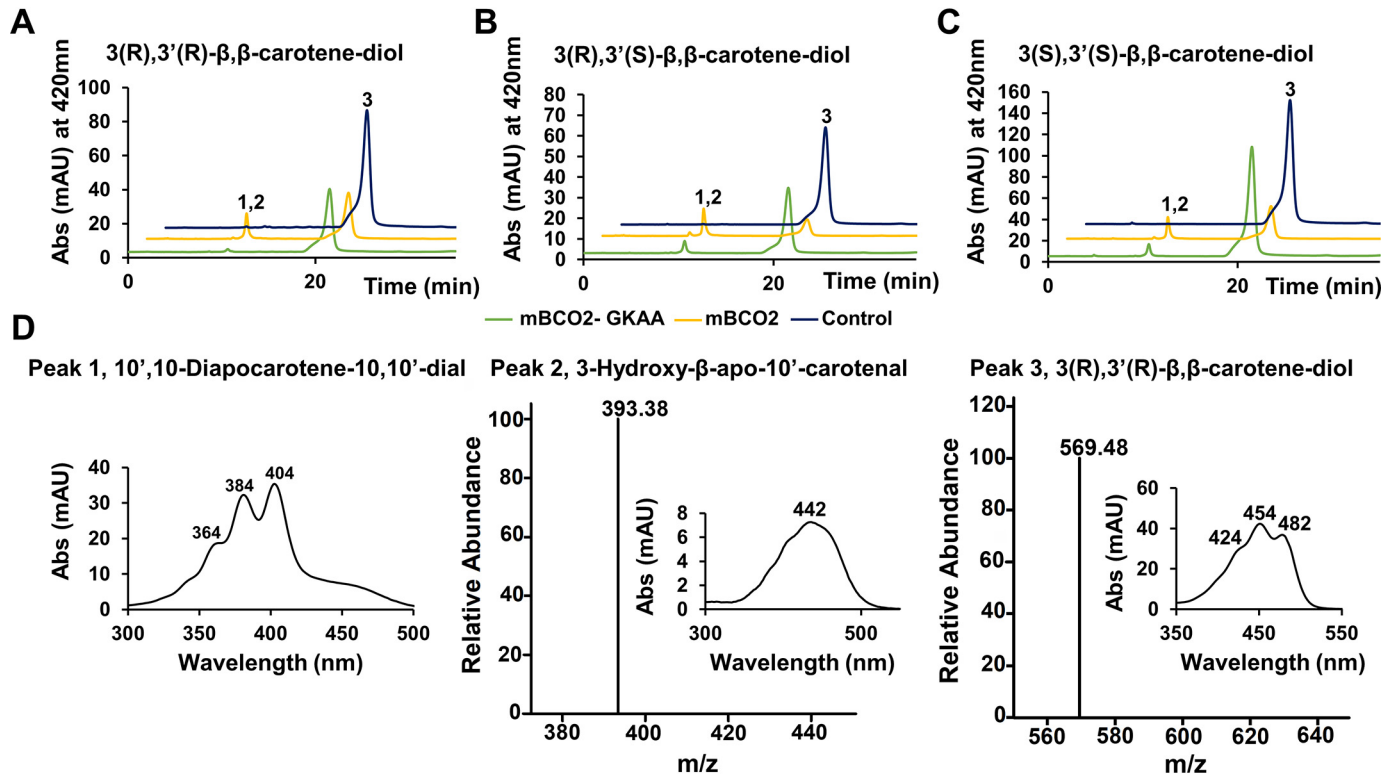 A
3(R),3'(R)-β,β-carotene-diol
Abs (mAU) at 420nm
100
80
60
40
20
0
3
1,2
0
20
Time (min)
B
3(R),3'(S)-β,β-carotene-diol
Abs (mAU) at 420nm
80
70
60
50
40
30
20
10
0
3
1,2
0
20
Time (min)
C
3(S),3'(S)-β,β-carotene-diol
Abs (mAU) at 420nm
160
140
120
100
80
60
40
20
0
3
1,2
0
20
Time (min)
mBCO2- GKAA mBCO2 Control
D
Peak 1, 10',10-Diapocarotene-10,10'-dial
Abs (mAU)
40
30
20
10
0
364
384
404
300 350 400 450 500
Wavelength (nm)
Peak 2, 3-Hydroxy-β-apo-10'-carotenal
Relative Abundance
100
80
60
40
20
0
393.38
Abs (mAU)
8
6
4
2
0
442
300 500
Wavelength (nm)
380 400 420 440
m/z
Peak 3, 3(R),3'(R)-β,β-carotene-diol
Relative Abundance
120
100
80
60
40
20
0
569.48
Abs (mAU)
60
40
20
0
424
454
482
350 450 550
Wavelength (nm)
560 580 600 620 640
m/z